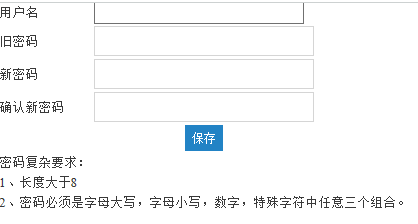 用户名
旧密码
新密码
确认新密码
保存
密码复杂要求：
1、长度大于8
2、密码必须是字母大写，字母小写，数字，特殊字符中任意三个组合。